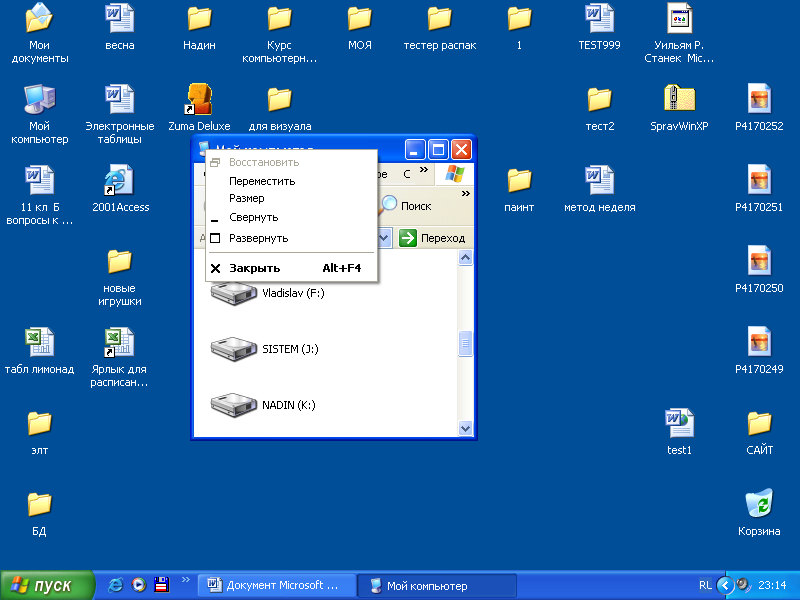 Мои
документы
весна
Надин
Курс
компьютерн...
МОЯ
тестер распак
1
TEST999
Уильям Р.
Станек Mic...
Мой
компьютер
Электронные
таблицы
Zuma Deluxe
для визуала
тест2
SpravWinXP
P4170252
11 кл Б
вопросы к ...
2001Access
паинт
метод неделя
P4170251
новые
игрушки
P4170250
табл лимонад
Ярлык для
расписан...
P4170249
элт
test1
САЙТ
БД
Корзина
Мой компьютер
Восстановить
Переместить
Размер
Свернуть
Развернуть
Закрыть Alt+F4
С »
»
Поиск
Переход
Vladislav (F:)
SISTEM (J:)
NADIN (K:)
пуск
»
Документ Microsoft ...
Мой компьютер
RL
23:14